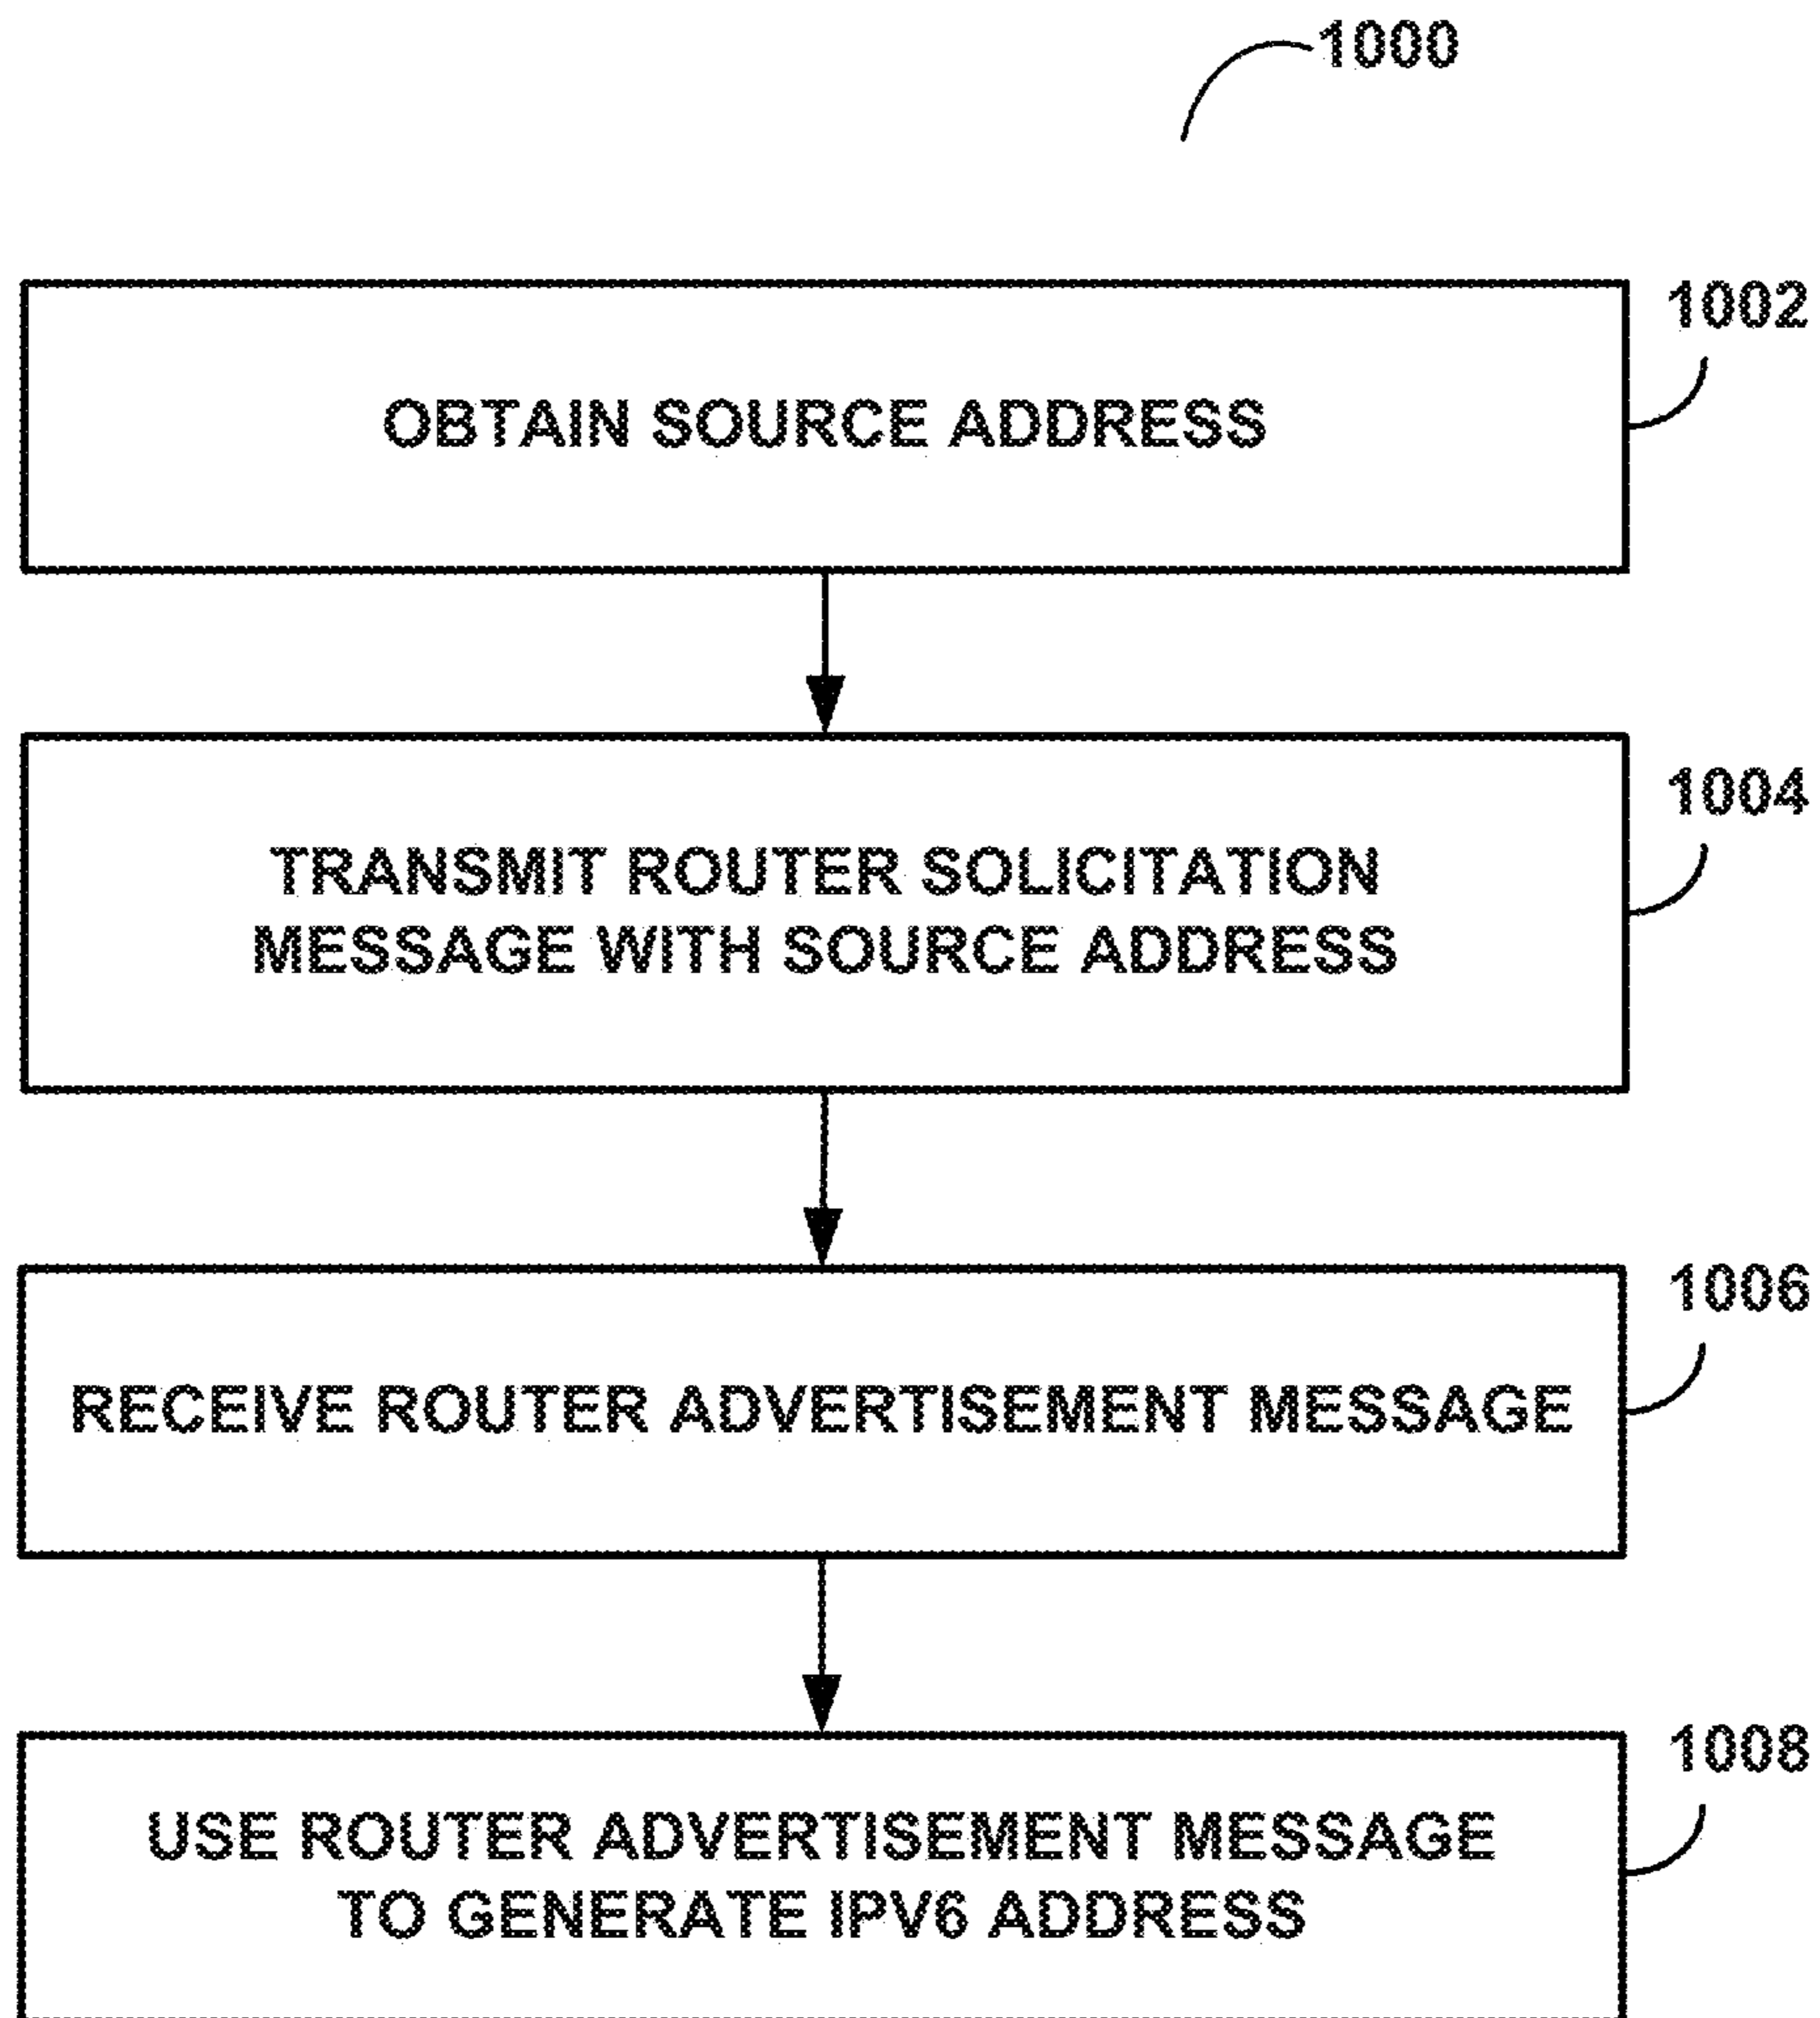 1000
1002
OBTAIN SOURCE ADDRESS
1004
TRANSMIT ROUTER SOLICITATION
MESSAGE WITH SOURCE ADDRESS
1006
RECEIVE ROUTER ADVERTISEMENT MESSAGE
1008
USE ROUTER ADVERTISEMENT MESSAGE
TO GENERATE IPV6 ADDRESS